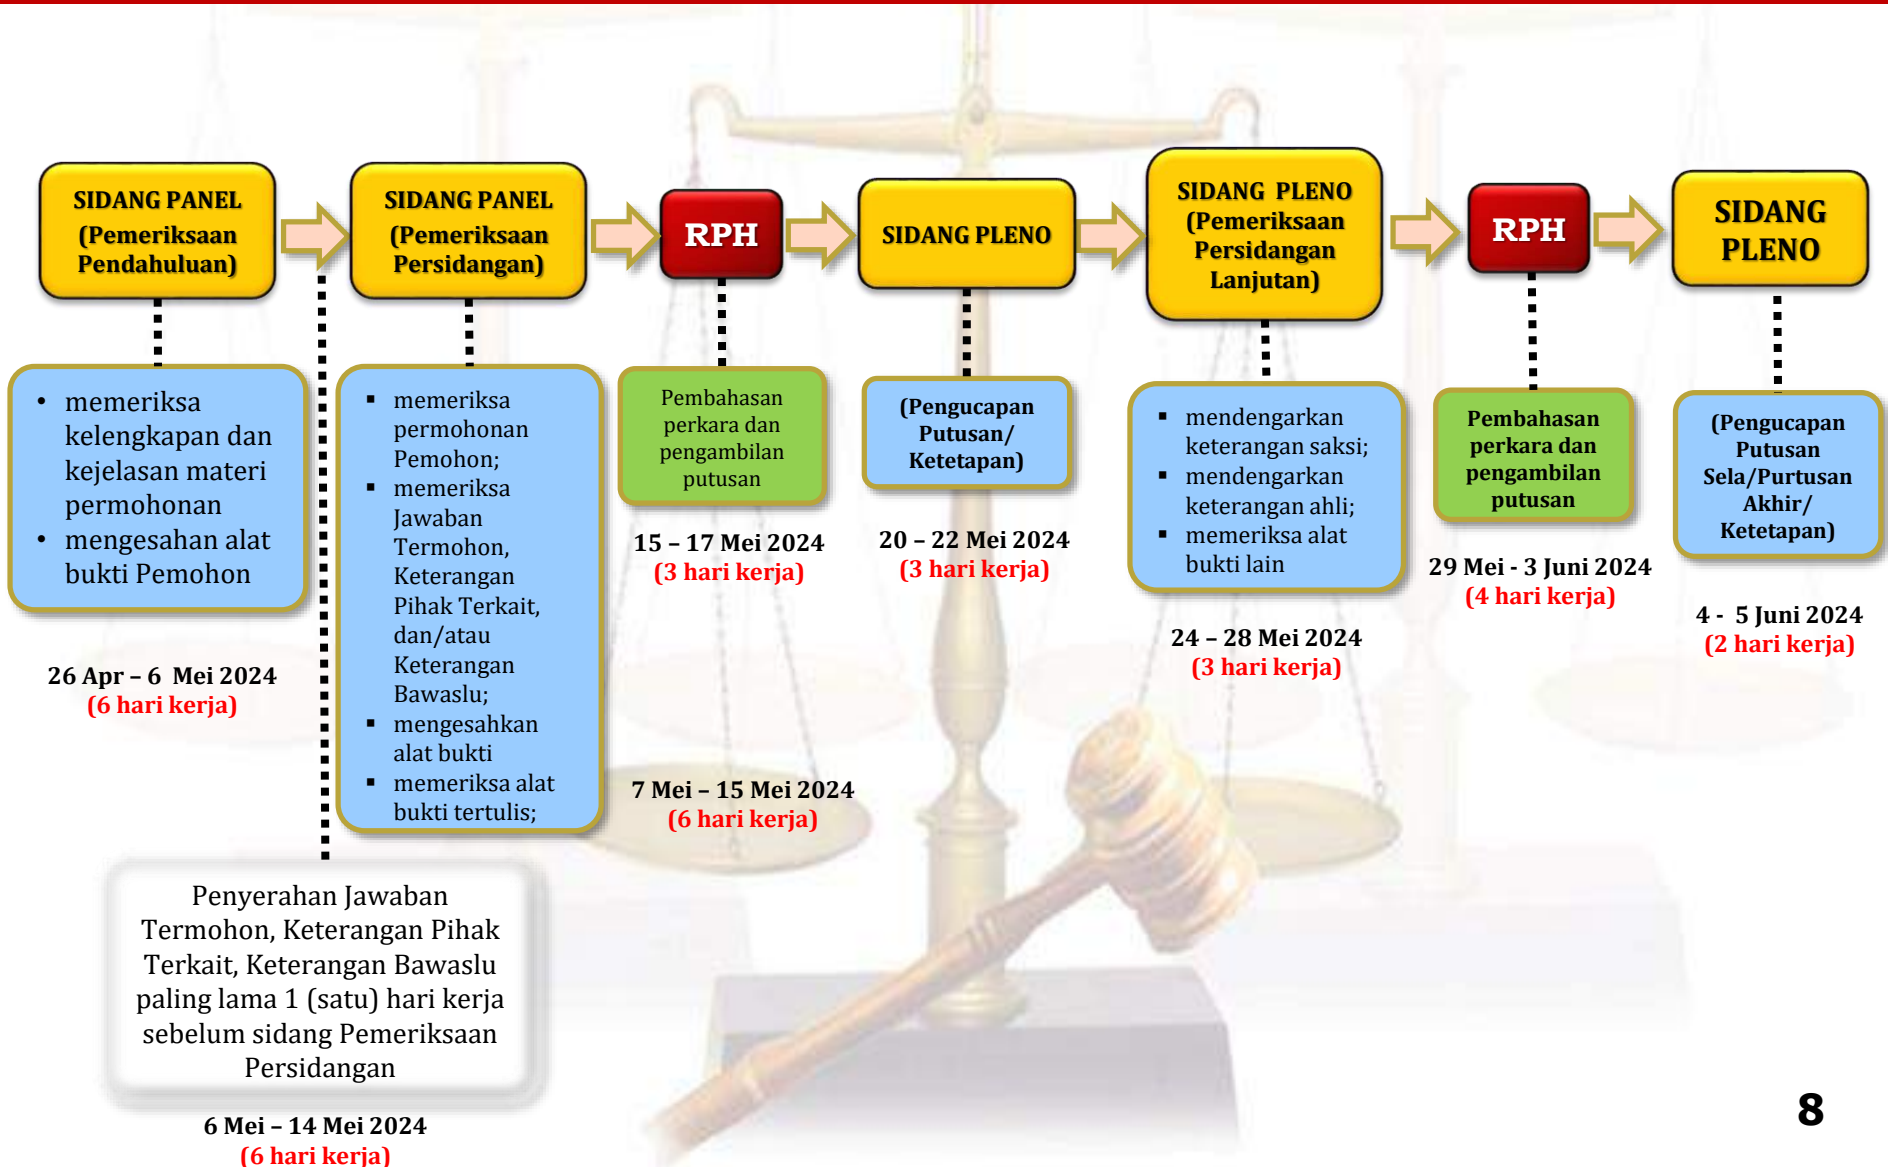 SIDANG PANEL
(Pemeriksaan
Pendahuluan)
SIDANG PANEL
(Pemeriksaan
Persidangan)
RPH
SIDANG PLENO
SIDANG PLENO
(Pemeriksaan
Persidangan
Lanjutan)
RPH
SIDANG
PLENO
• memeriksa
kelengkapan dan
kejelasan materi
permohonan
• mengesahan alat
bukti Pemohon
26 Apr – 6 Mei 2024
(6 hari kerja)
▪ memeriksa
permohonan
Pemohon;
▪ memeriksa
Jawaban
Termohon,
Keterangan
Pihak Terkait,
dan/atau
Keterangan
Bawaslu;
▪ mengesahkan
alat bukti
▪ memeriksa alat
bukti tertulis;
7 Mei – 15 Mei 2024
(6 hari kerja)
Pembahasan
perkara dan
pengambilan
putusan
15 – 17 Mei 2024
(3 hari kerja)
(Pengucapan
Putusan/
Ketetapan)
20 – 22 Mei 2024
(3 hari kerja)
▪ mendengarkan
keterangan saksi;
▪ mendengarkan
keterangan ahli;
▪ memeriksa alat
bukti lain
24 – 28 Mei 2024
(3 hari kerja)
Pembahasan
perkara dan
pengambilan
putusan
29 Mei - 3 Juni 2024
(4 hari kerja)
(Pengucapan
Putusan
Sela/Purtusan
Akhir/
Ketetapan)
4 - 5 Juni 2024
(2 hari kerja)
Penyerahan Jawaban
Termohon, Keterangan Pihak
Terkait, Keterangan Bawaslu
paling lama 1 (satu) hari kerja
sebelum sidang Pemeriksaan
Persidangan
6 Mei – 14 Mei 2024
(6 hari kerja)
8